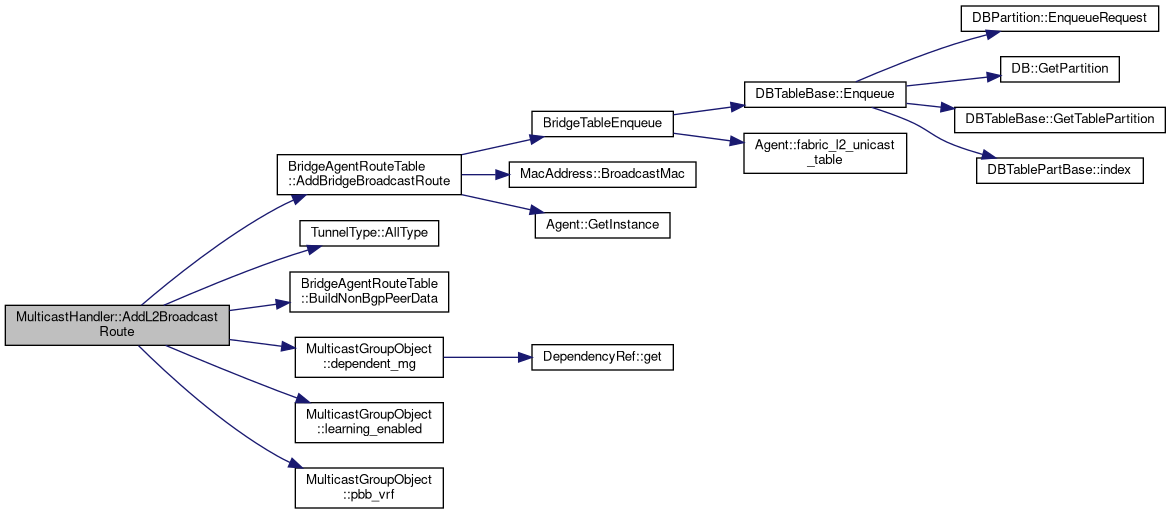 MulticastHandler::AddL2Broadcast
Route
BridgeAgentRouteTable
::AddBridgeBroadcastRoute
BridgeTableEnqueue
DBTableBase::Enqueue
DBPartition::EnqueueRequest
DB::GetPartition
DBTableBase::GetTablePartition
DBTablePartBase::index
Agent::fabric_l2_unicast
_table
MacAddress::BroadcastMac
Agent::GetInstance
TunnelType::AllType
BridgeAgentRouteTable
::BuildNonBgpPeerData
MulticastGroupObject
::dependent_mg
DependencyRef::get
MulticastGroupObject
::learning_enabled
MulticastGroupObject
::pbb_vrf